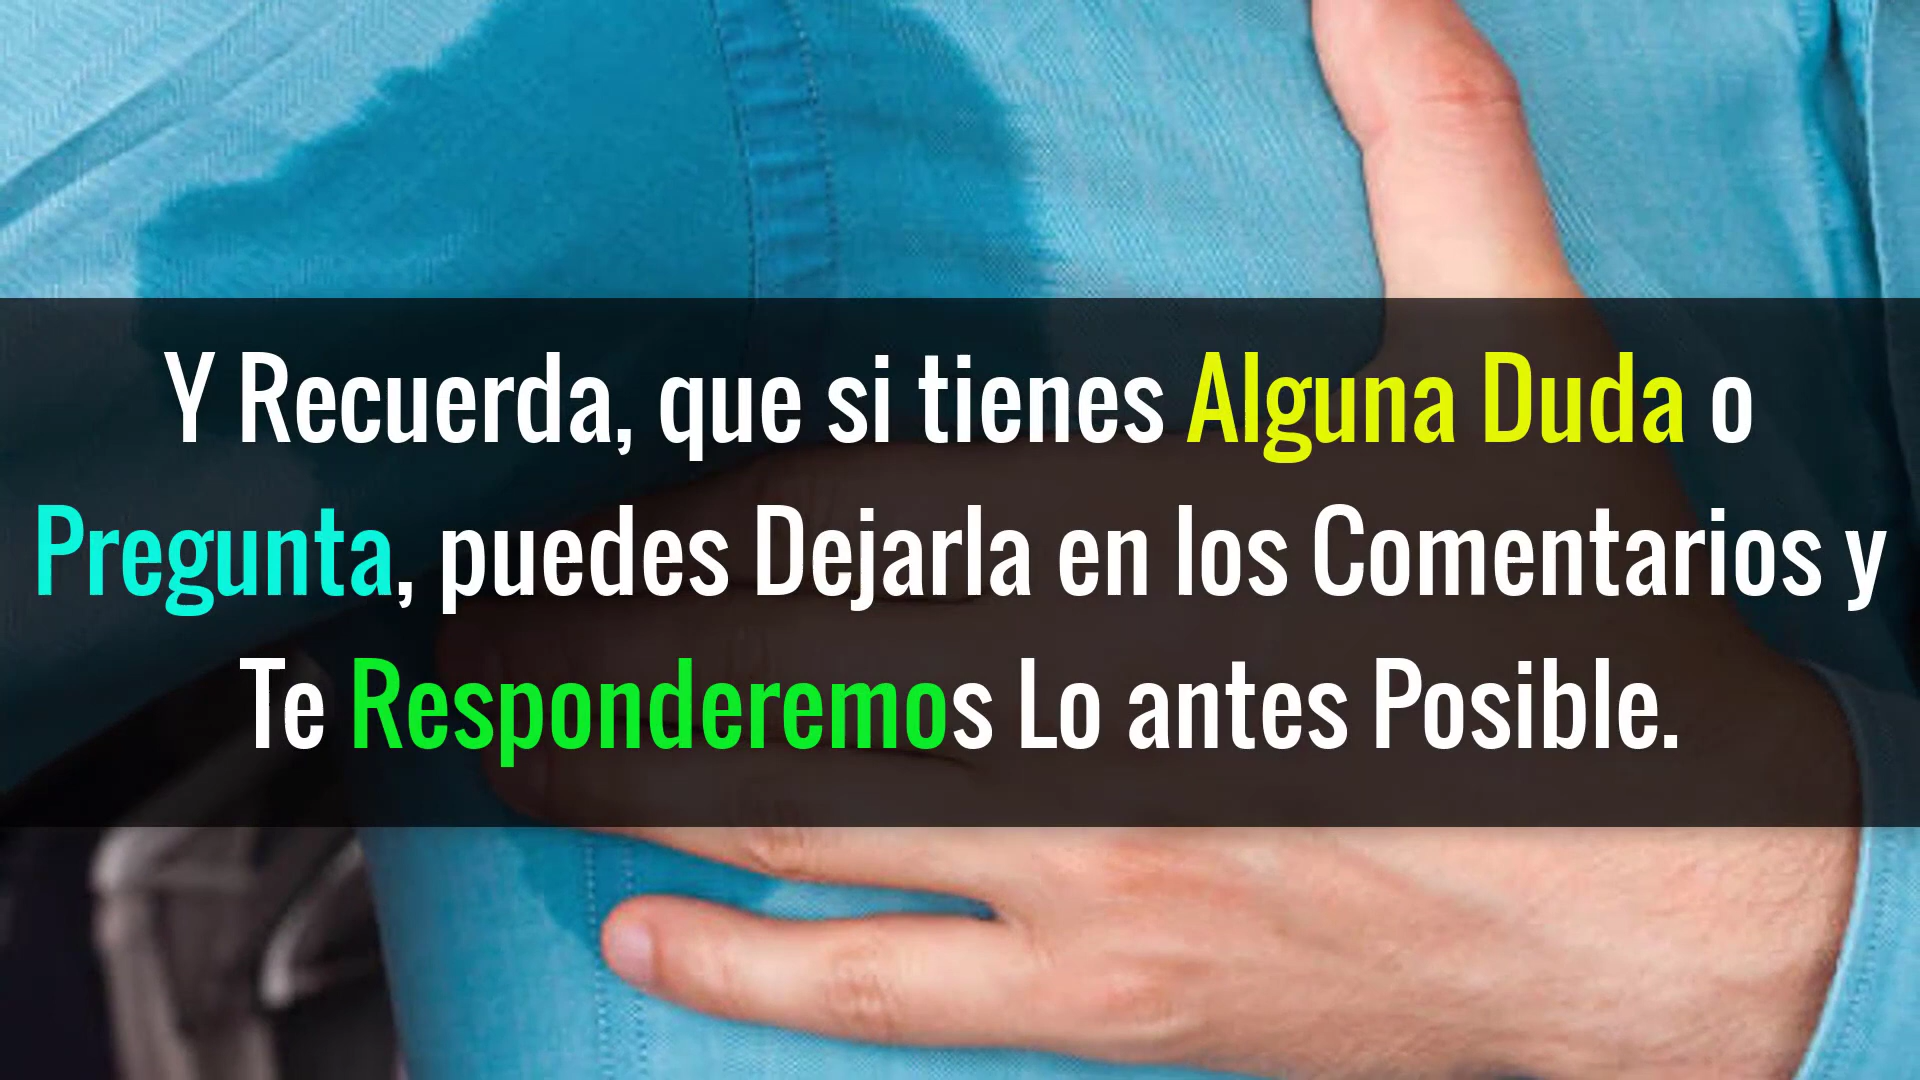 Y Recuerda, que si tienes Alguna Duda o
Pregunta, puedes Dejarla en los Comentarios y
Te Responderemos Lo antes Posible.